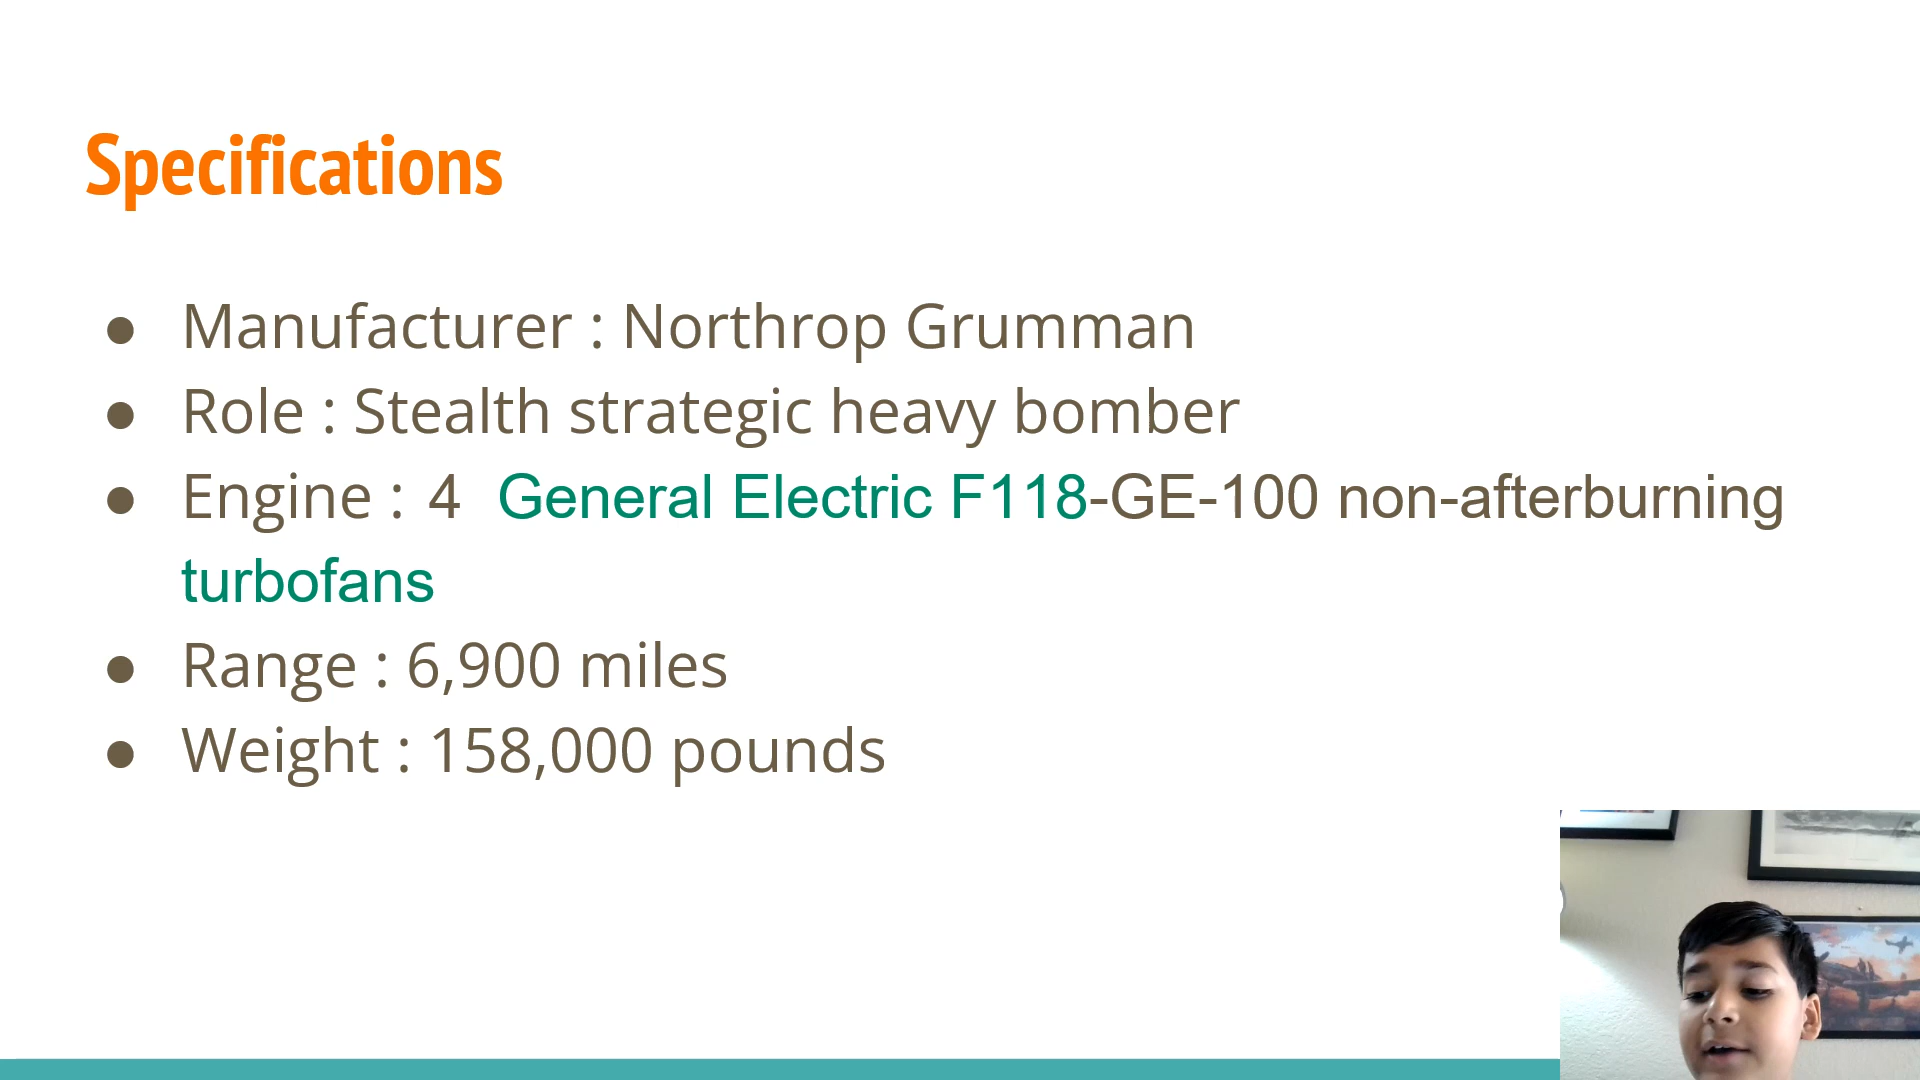 Specifications
● Manufacturer : Northrop Grumman
● Role : Stealth strategic heavy bomber
● Engine : 4  General Electric F118-GE-100 non-afterburning
turbofans
● Range : 6,900 miles
● Weight : 158,000 pounds